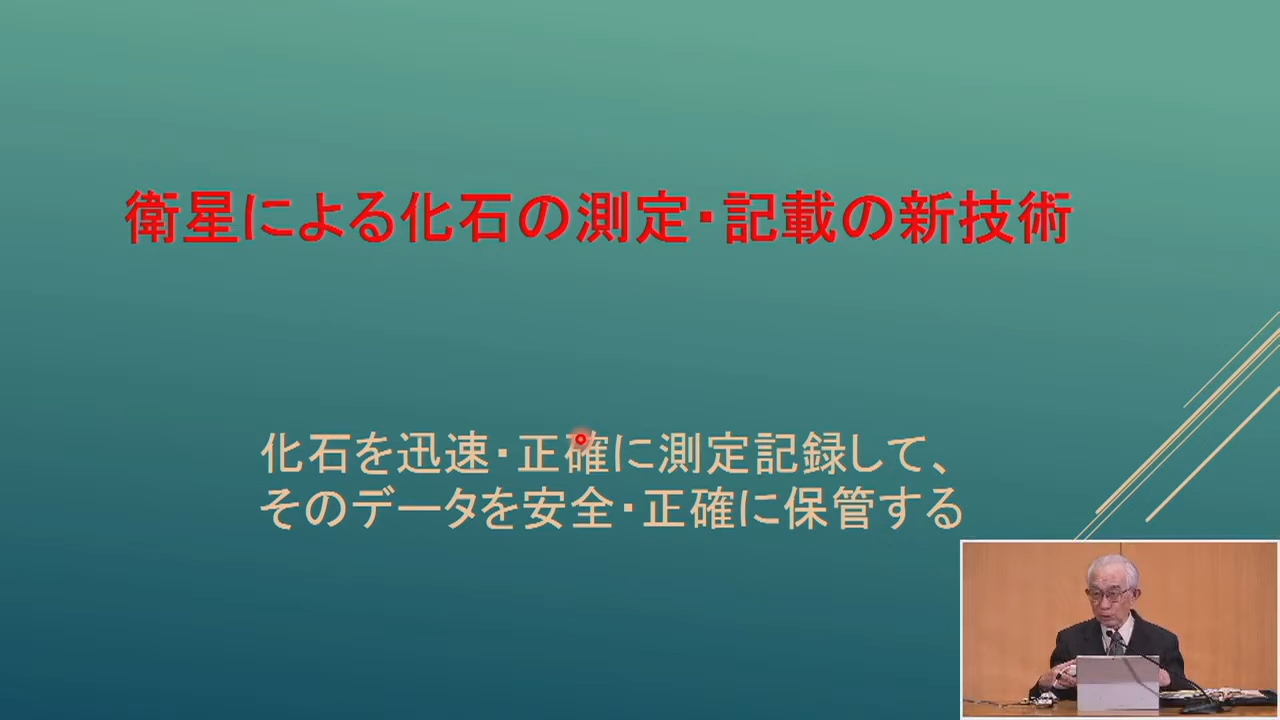 衛星による化石の測定・記載の新技術
化石を迅速・正確に測定記録して、
そのデータを安全・正確に保管する